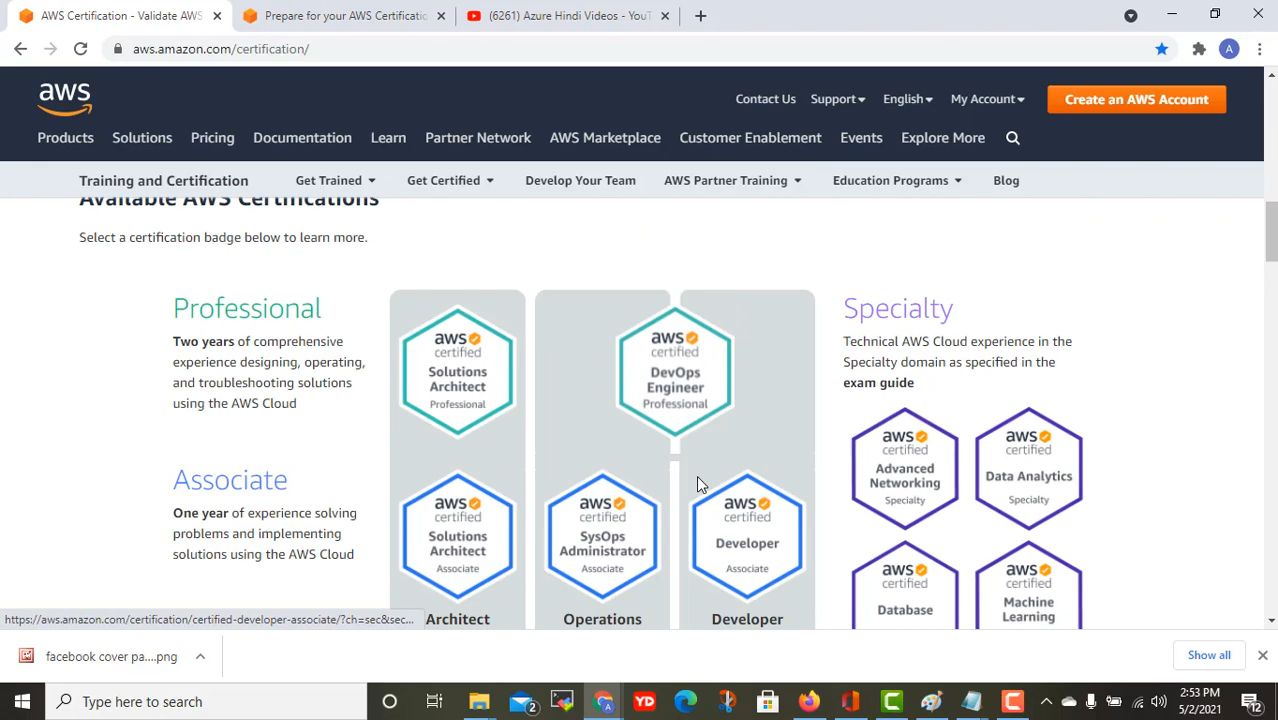 AWS Certification - Validate AWS
Prepare for your AWS Certificatio
(6261) Azure Hindi Videos - YouT
aws.amazon.com/certification/
A
aws
Contact Us
Support
English
My Account
Create an AWS Account
Products
Solutions
Pricing
Documentation
Learn
Partner Network
AWS Marketplace
Customer Enablement
Events
Explore More
Training and Certification
Get Trained
Get Certified
Develop Your Team
AWS Partner Training
Education Programs
Blog
Available AWS Certifications
Select a certification badge below to learn more.
Professional
Two years of comprehensive
experience designing, operating,
and troubleshooting solutions
using the AWS Cloud
aws
certified
Solutions
Architect
Professional
aws
certified
DevOps
Engineer
Professional
Specialty
Technical AWS Cloud experience in the
Specialty domain as specified in the
exam guide
aws
certified
Advanced
Networking
Specialty
aws
certified
Data Analytics
Specialty
Associate
One year of experience solving
problems and implementing
solutions using the AWS Cloud
aws
certified
Solutions
Architect
Associate
aws
certified
SysOps
Administrator
Associate
aws
certified
Developer
Associate
aws
certified
Database
aws
certified
Machine
Learning
Architect
Operations
Developer
https://aws.amazon.com/certification/certified-developer-associate/?ch=sec&sec...
facebook cover pa....png
Show all
Type here to search
2
A
YD
2:53 PM
5/2/2021
12